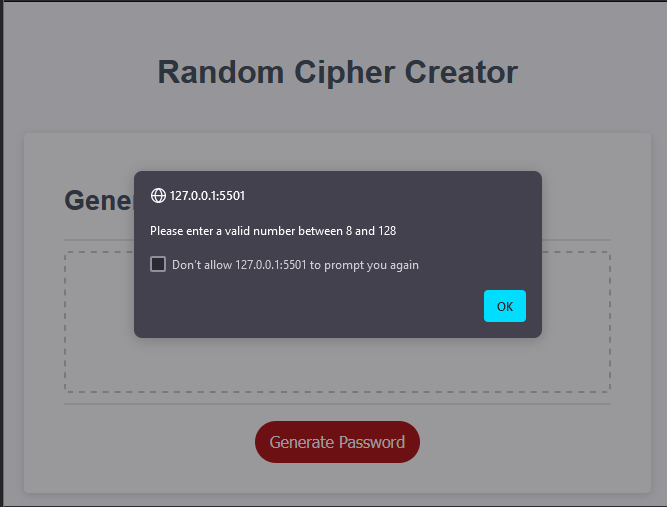 Random Cipher Creator
127.0.0.1:5501
Please enter a valid number between 8 and 128
Don't allow 127.0.0.1:5501 to prompt you again
OK
Generate Password